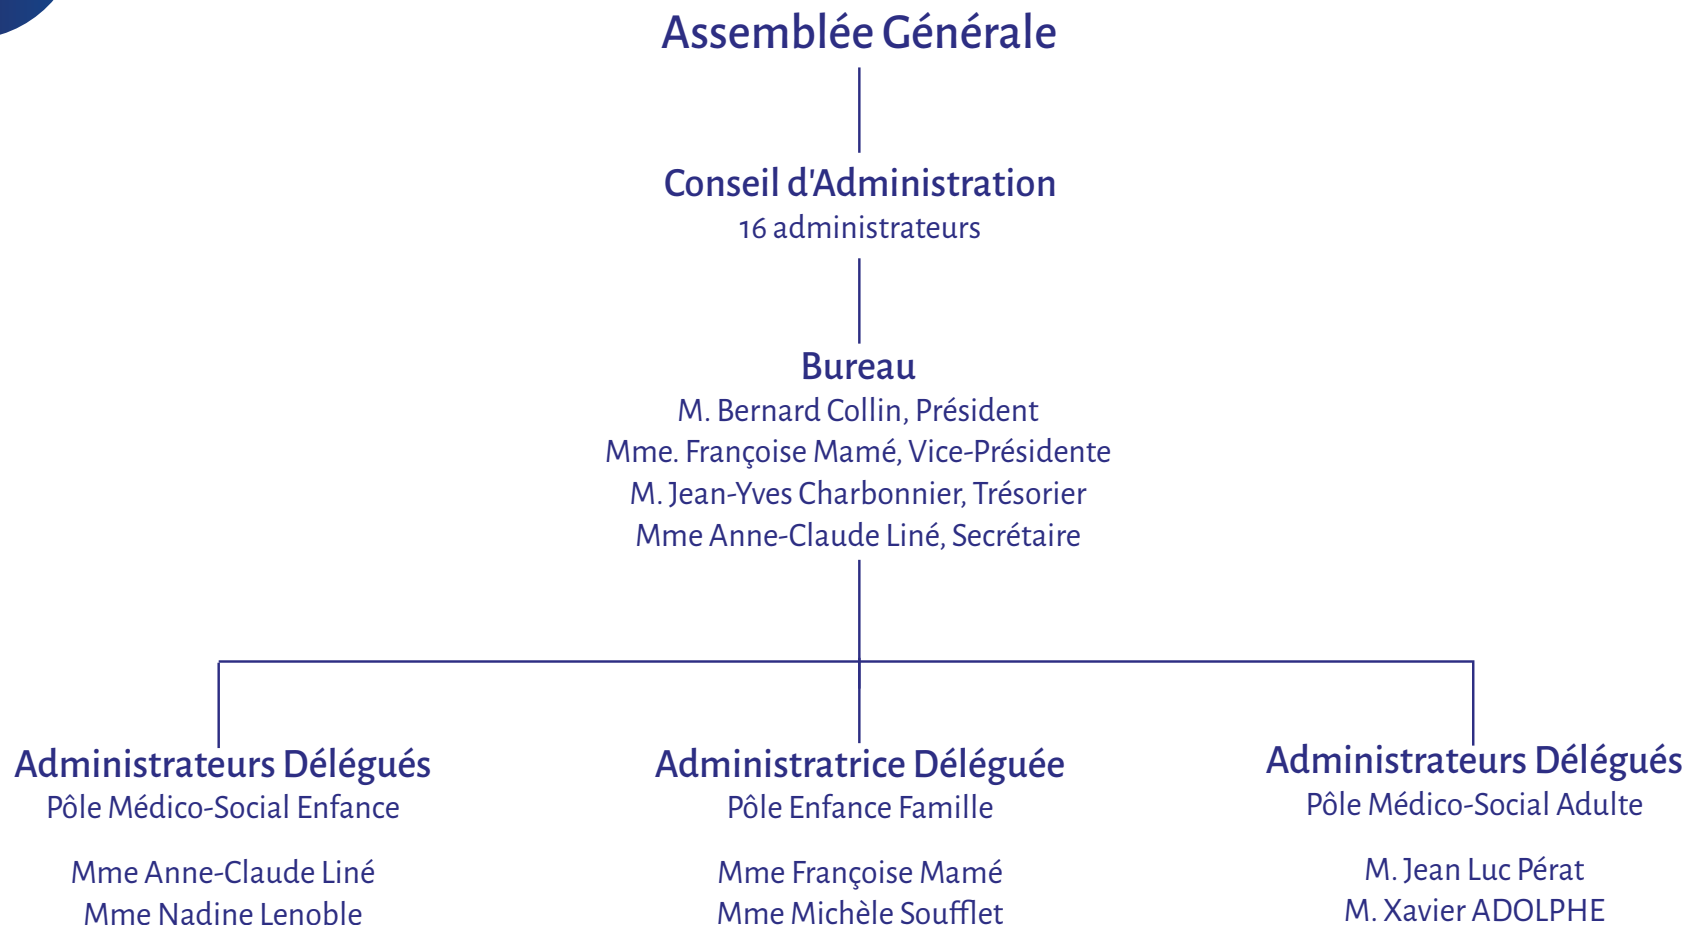 Assemblée Générale
Conseil d'Administration
16 administrateurs
Bureau
M. Bernard Collin, Président
Mme. Françoise Mamé, Vice-Présidente
M. Jean-Yves Charbonnier, Trésorier
Mme Anne-Claude Liné, Secrétaire
Administrateurs Délégués
Pôle Médico-Social Enfance
Mme Anne-Claude Liné
Mme Nadine Lenoble
Administratrice Déléguée
Pôle Enfance Famille
Mme Françoise Mamé
Mme Michèle Soufflet
Administrateurs Délégués
Pôle Médico-Social Adulte
M. Jean Luc Pérat
M. Xavier ADOLPHE